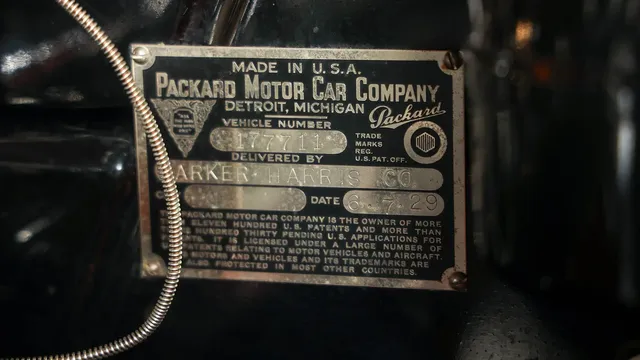 MADE IN U.S.A.
PACKARD MOTOR CAR COMPANY
DETROIT, MICHIGAN
Packard
VEHICLE NUMBER
177711
TRADE
MARKS
REG.
U.S. PAT. OFF.
DELIVERED BY
ARKER HARRIS CO
DATE 6 7 29
THE PACKARD MOTOR CAR COMPANY IS THE OWNER OF MORE
ELEVEN HUNDRED U.S. PATENTS AND MORE THAN
HUNDRED THIRTY PENDING U.S. APPLICATIONS FOR
IT IS LICENSED UNDER A LARGE NUMBER OF
RELATING TO MOTOR VEHICLES AND AIRCRAFT.
MOTORS AND VEHICLES AND ITS TRADEMARKS ARE
ALSO PROTECTED IN MOST OTHER COUNTRIES.